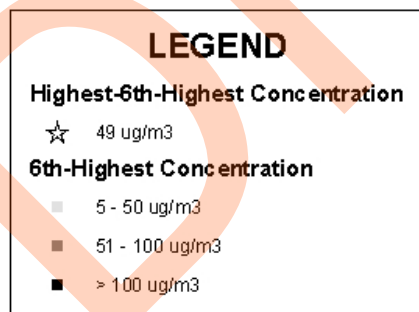 LEGEND
Highest-6th-Highest Concentration
49 ug/m3
6th-Highest Concentration
5 - 50 ug/m3
51 - 100 ug/m3
> 100 ug/m3